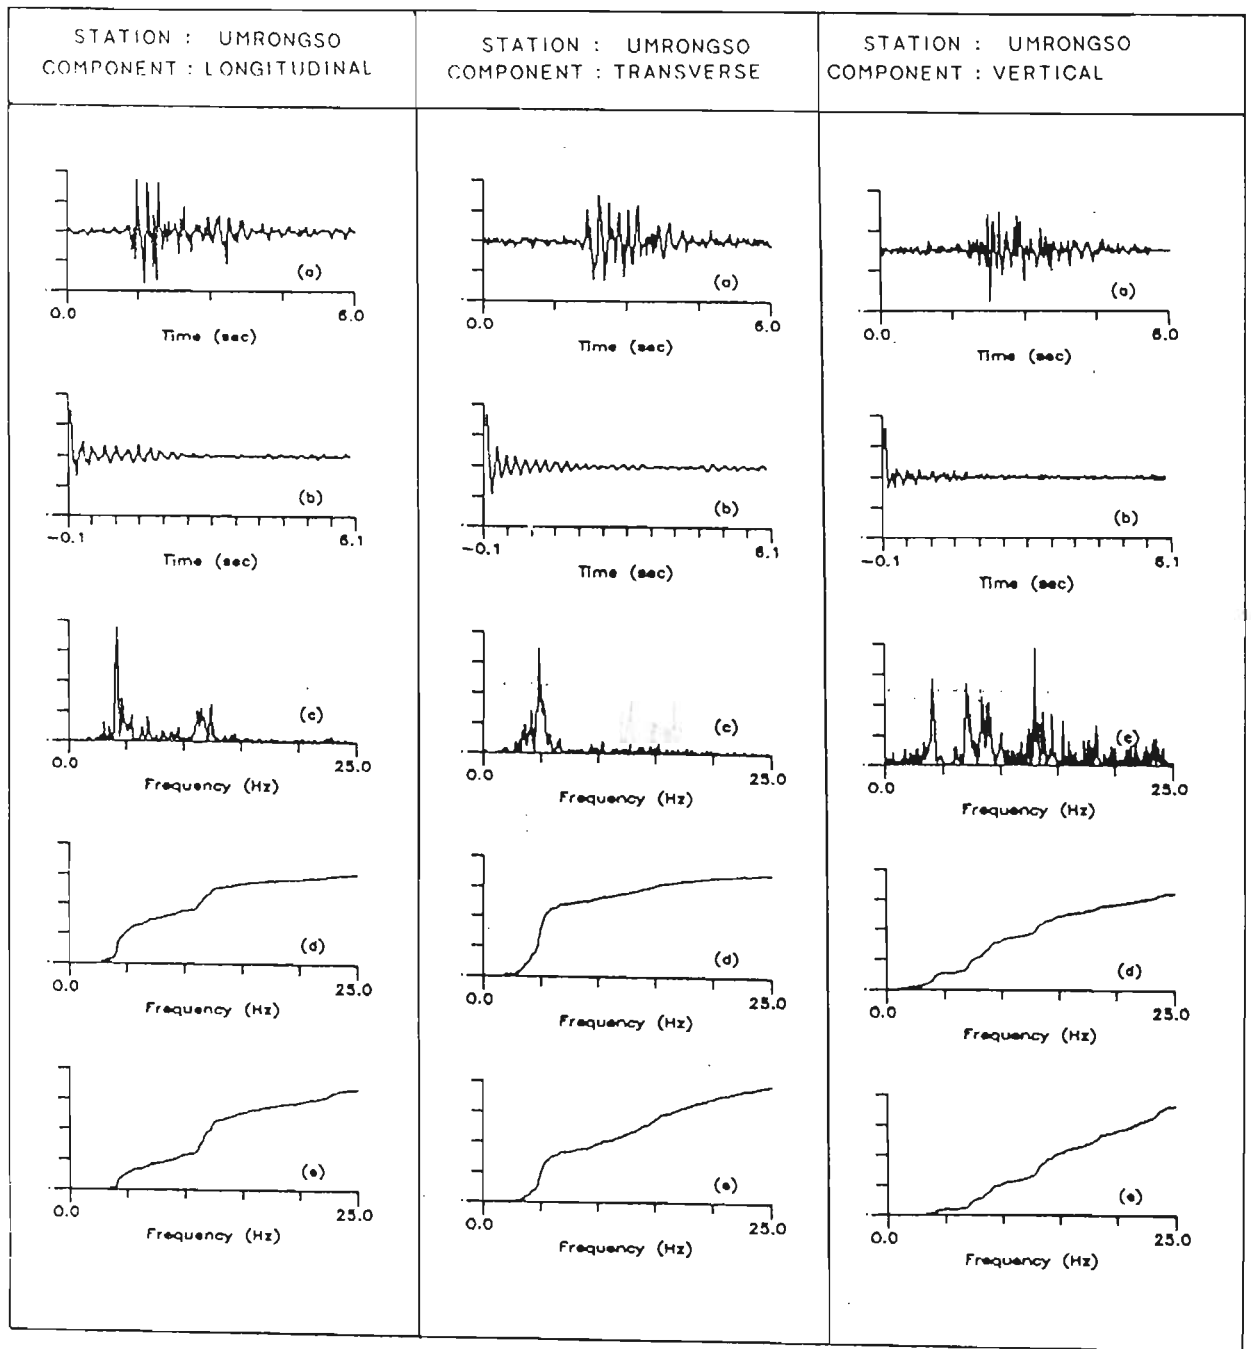 STATION : UMRONGSO
COMPONENT : LONGITUDINAL
(a)
0.0 6.0
Time (sec)
(b)
-0.1 6.1
Time (sec)
(c)
0.0 25.0
Frequency (Hz)
(d)
0.0 25.0
Frequency (Hz)
(e)
0.0 25.0
Frequency (Hz)
STATION : UMRONGSO
COMPONENT : TRANSVERSE
(a)
0.0 6.0
Time (sec)
(b)
-0.1 6.1
Time (sec)
(c)
0.0 25.0
Frequency (Hz)
(d)
0.0 25.0
Frequency (Hz)
(e)
0.0 25.0
Frequency (Hz)
STATION : UMRONGSO
COMPONENT : VERTICAL
(a)
0.0 6.0
Time (sec)
(b)
-0.1 6.1
Time (sec)
(c)
0.0 25.0
Frequency (Hz)
(d)
0.0 25.0
Frequency (Hz)
(e)
0.0 25.0
Frequency (Hz)